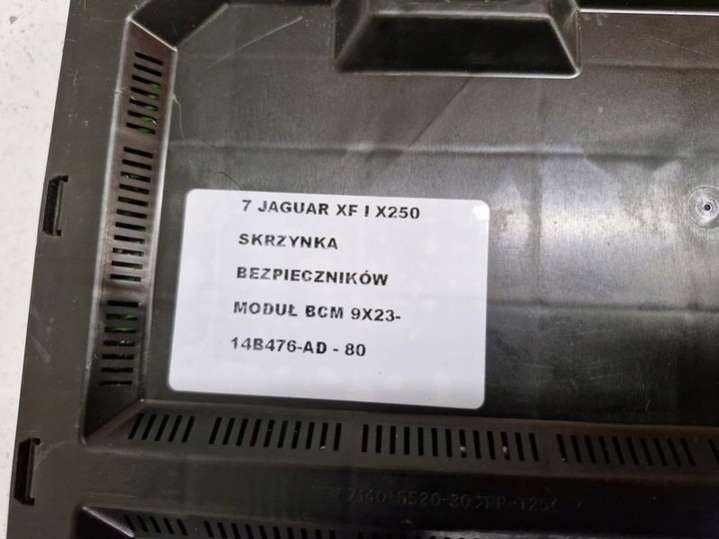 7 JAGUAR XF I X250
SKRZYNKA
BEZPIECZNIKÓW
MODUŁ BCM 9X23-
14B476-AD - 80